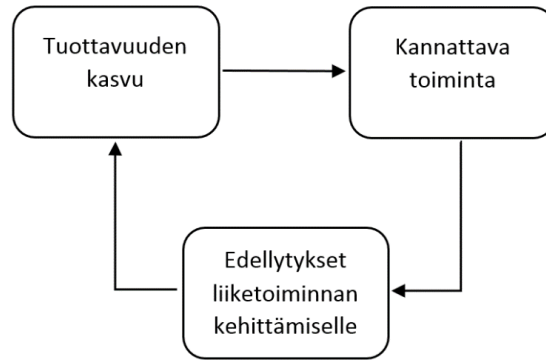 Tuottavuuden
kasvu
Kannattava
toiminta
Edellytykset
liiketoiminnan
kehittämiselle